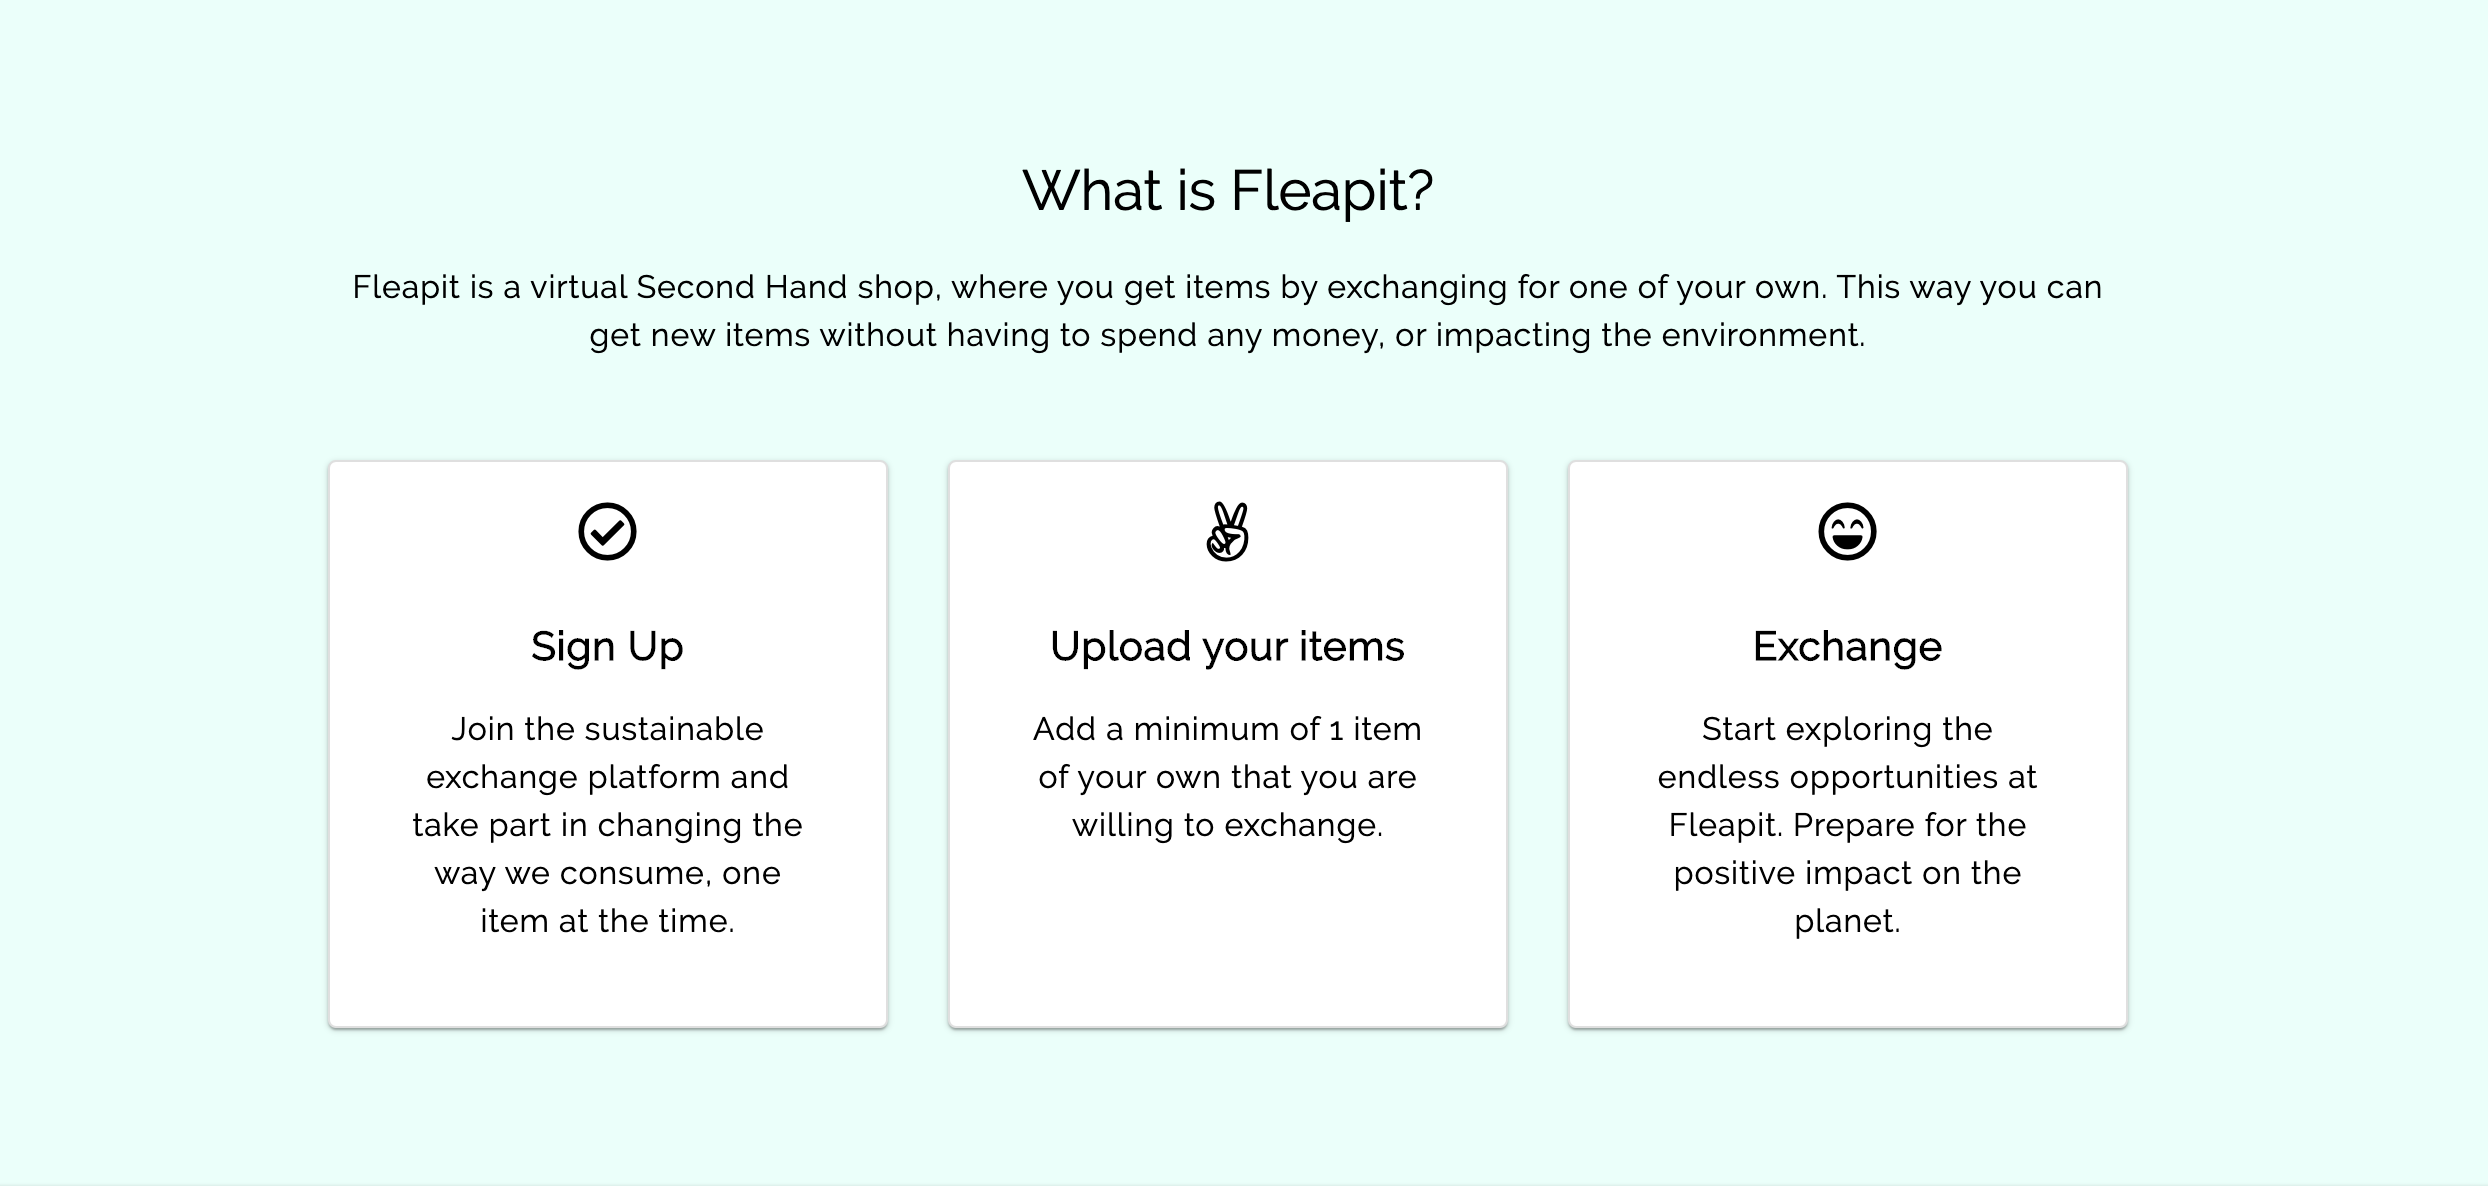 What is Fleapit?
Fleapit is a virtual Second Hand shop, where you get items by exchanging for one of your own. This way you can
get new items without having to spend any money, or impacting the environment.
Sign Up
Join the sustainable
exchange platform and
take part in changing the
way we consume, one
item at the time.
Upload your items
Add a minimum of 1 item
of your own that you are
willing to exchange.
Exchange
Start exploring the
endless opportunities at
Fleapit. Prepare for the
positive impact on the
planet.